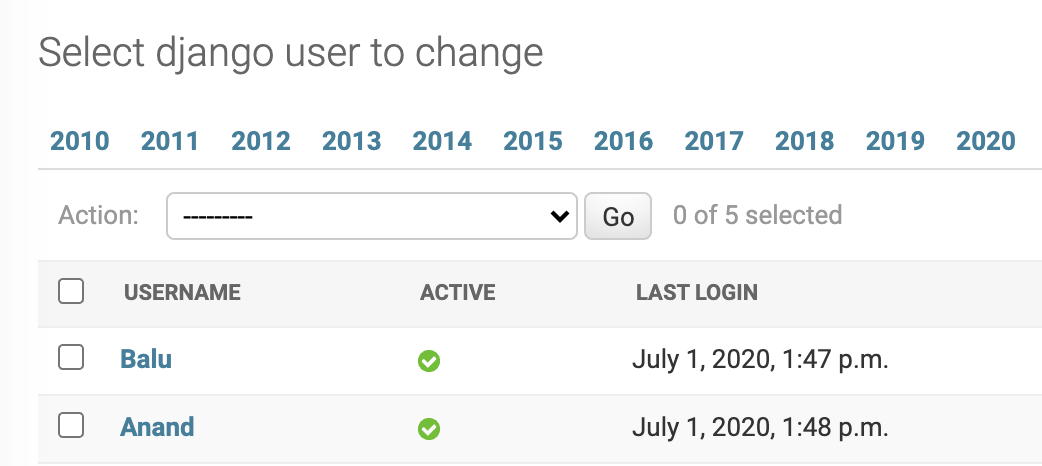 Select django user to change
2010 2011 2012 2013 2014 2015 2016 2017 2018 2019 2020
Action: --------- Go 0 of 5 selected
USERNAME ACTIVE LAST LOGIN
Balu July 1, 2020, 1:47 p.m.
Anand July 1, 2020, 1:48 p.m.